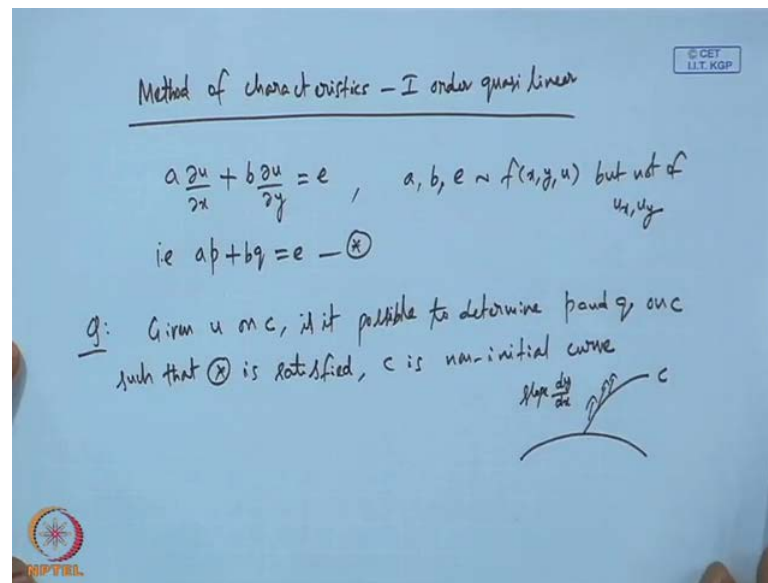 © CET
I.I.T. KGP
Method of characteristics – I order quasi linear
a ∂u/∂x + b ∂u/∂y = e , a, b, e ~ f(x,y,u) but not of
u_x, u_y
i.e ap + bq = e — ⊛
Q: Given u on c, is it possible to determine p and q on c
such that ⊛ is satisfied, c is non-initial curve
slope dy/dx
c
NPTEL